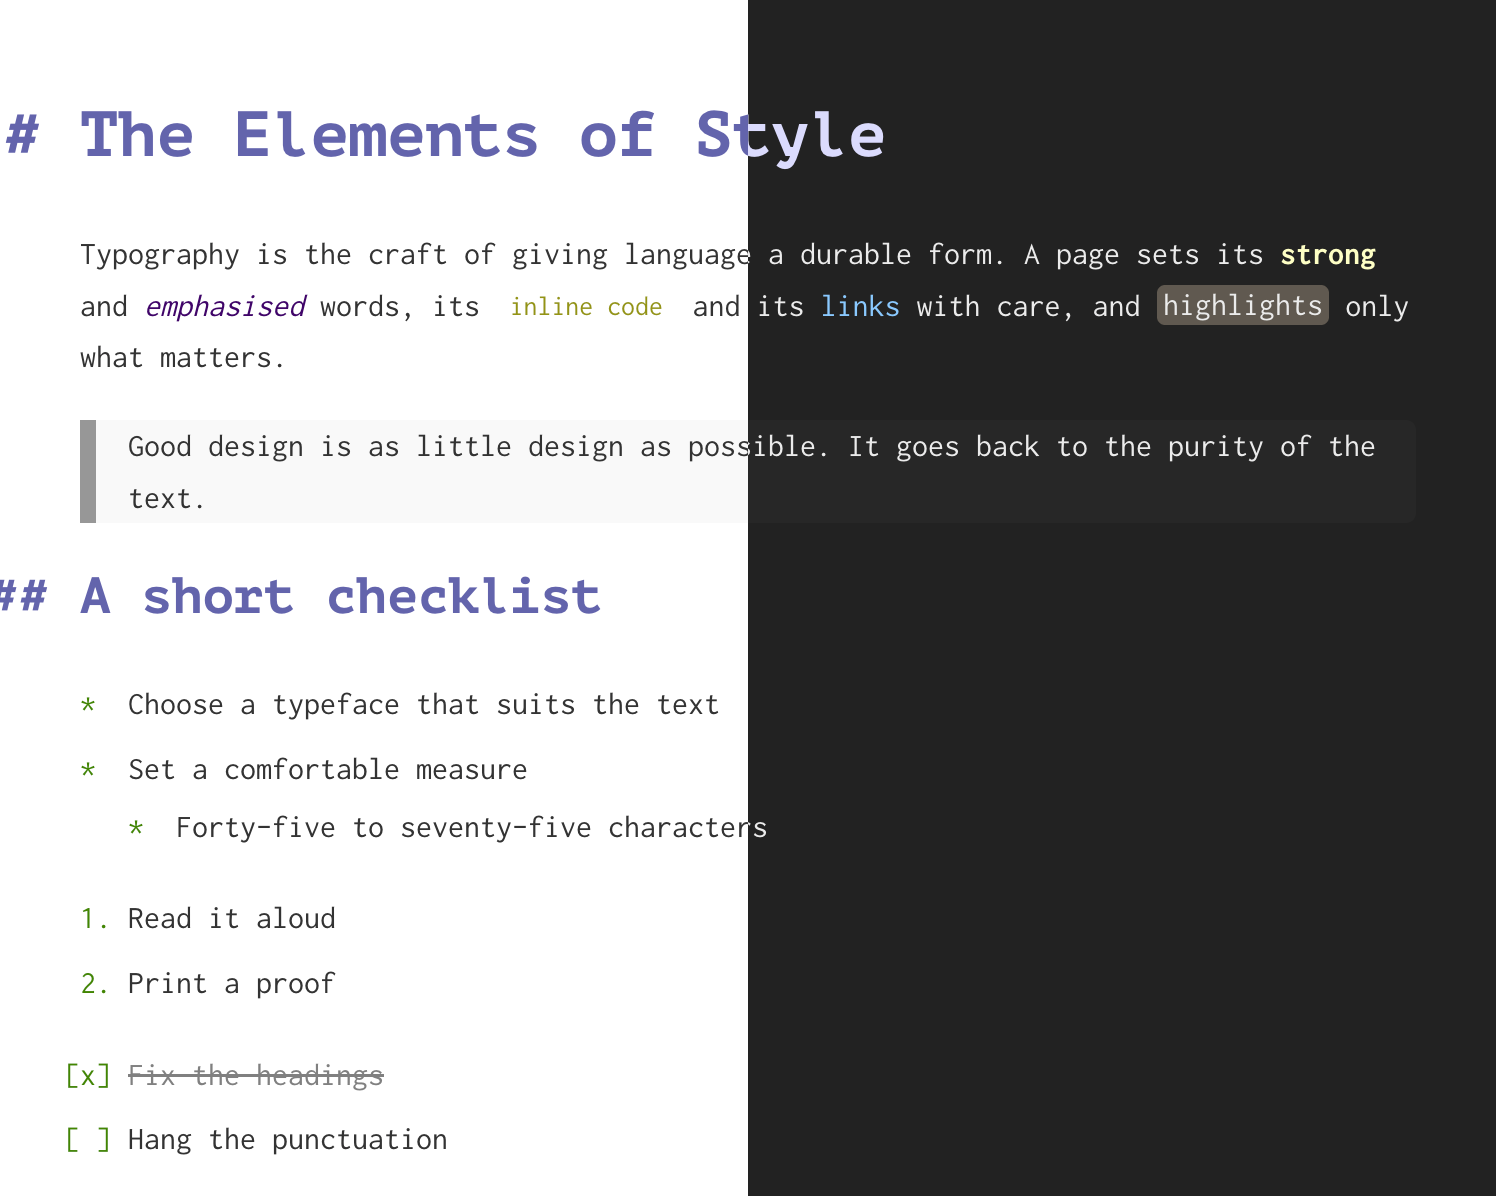 # The Elements of Style
Typography is the craft of giving language a durable form. A page sets its strong
and emphasised words, its inline code and its links with care, and highlights only
what matters.
Good design is as little design as possible. It goes back to the purity of the
text.
## A short checklist
* Choose a typeface that suits the text
* Set a comfortable measure
* Forty-five to seventy-five characters
1. Read it aloud
2. Print a proof
[x] Fix the headings
[ ] Hang the punctuation